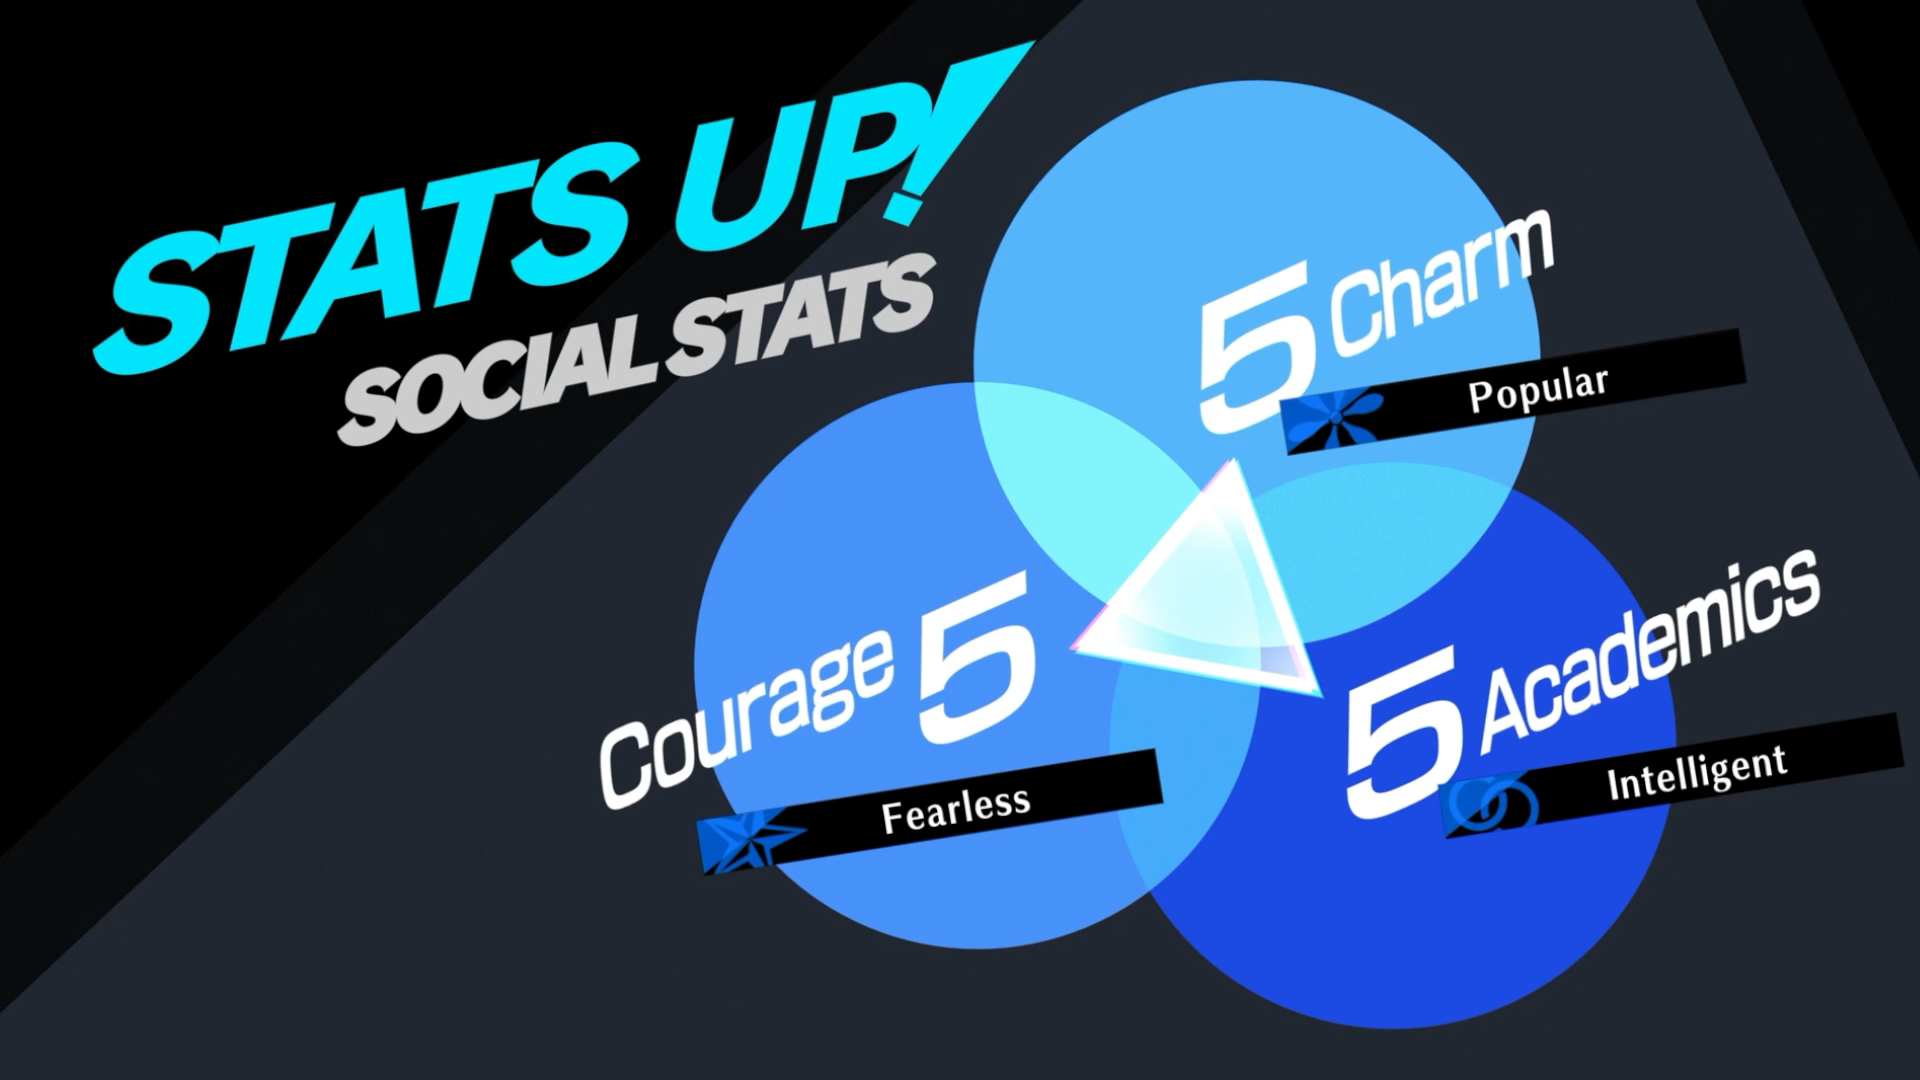 STATS UP!
SOCIAL STATS
5 Charm
Popular
Courage 5
Fearless
5 Academics
Intelligent